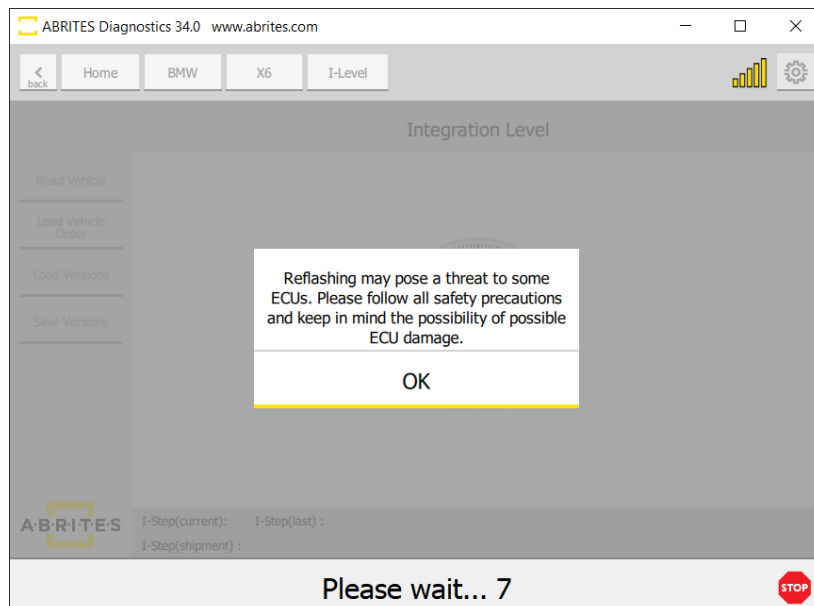 ABRITES Diagnostics 34.0 www.abrites.com
back
Home
BMW
X6
I-Level
Integration Level
Read Vehicle
Load Vehicle
Order
Load Versions
Save Versions
Reflashing may pose a threat to some
ECUs. Please follow all safety precautions
and keep in mind the possibility of possible
ECU damage.
OK
A·B·R·I·T·E·S
I-Step(current): I-Step(last) :
I-Step(shipment) :
Please wait... 7
STOP